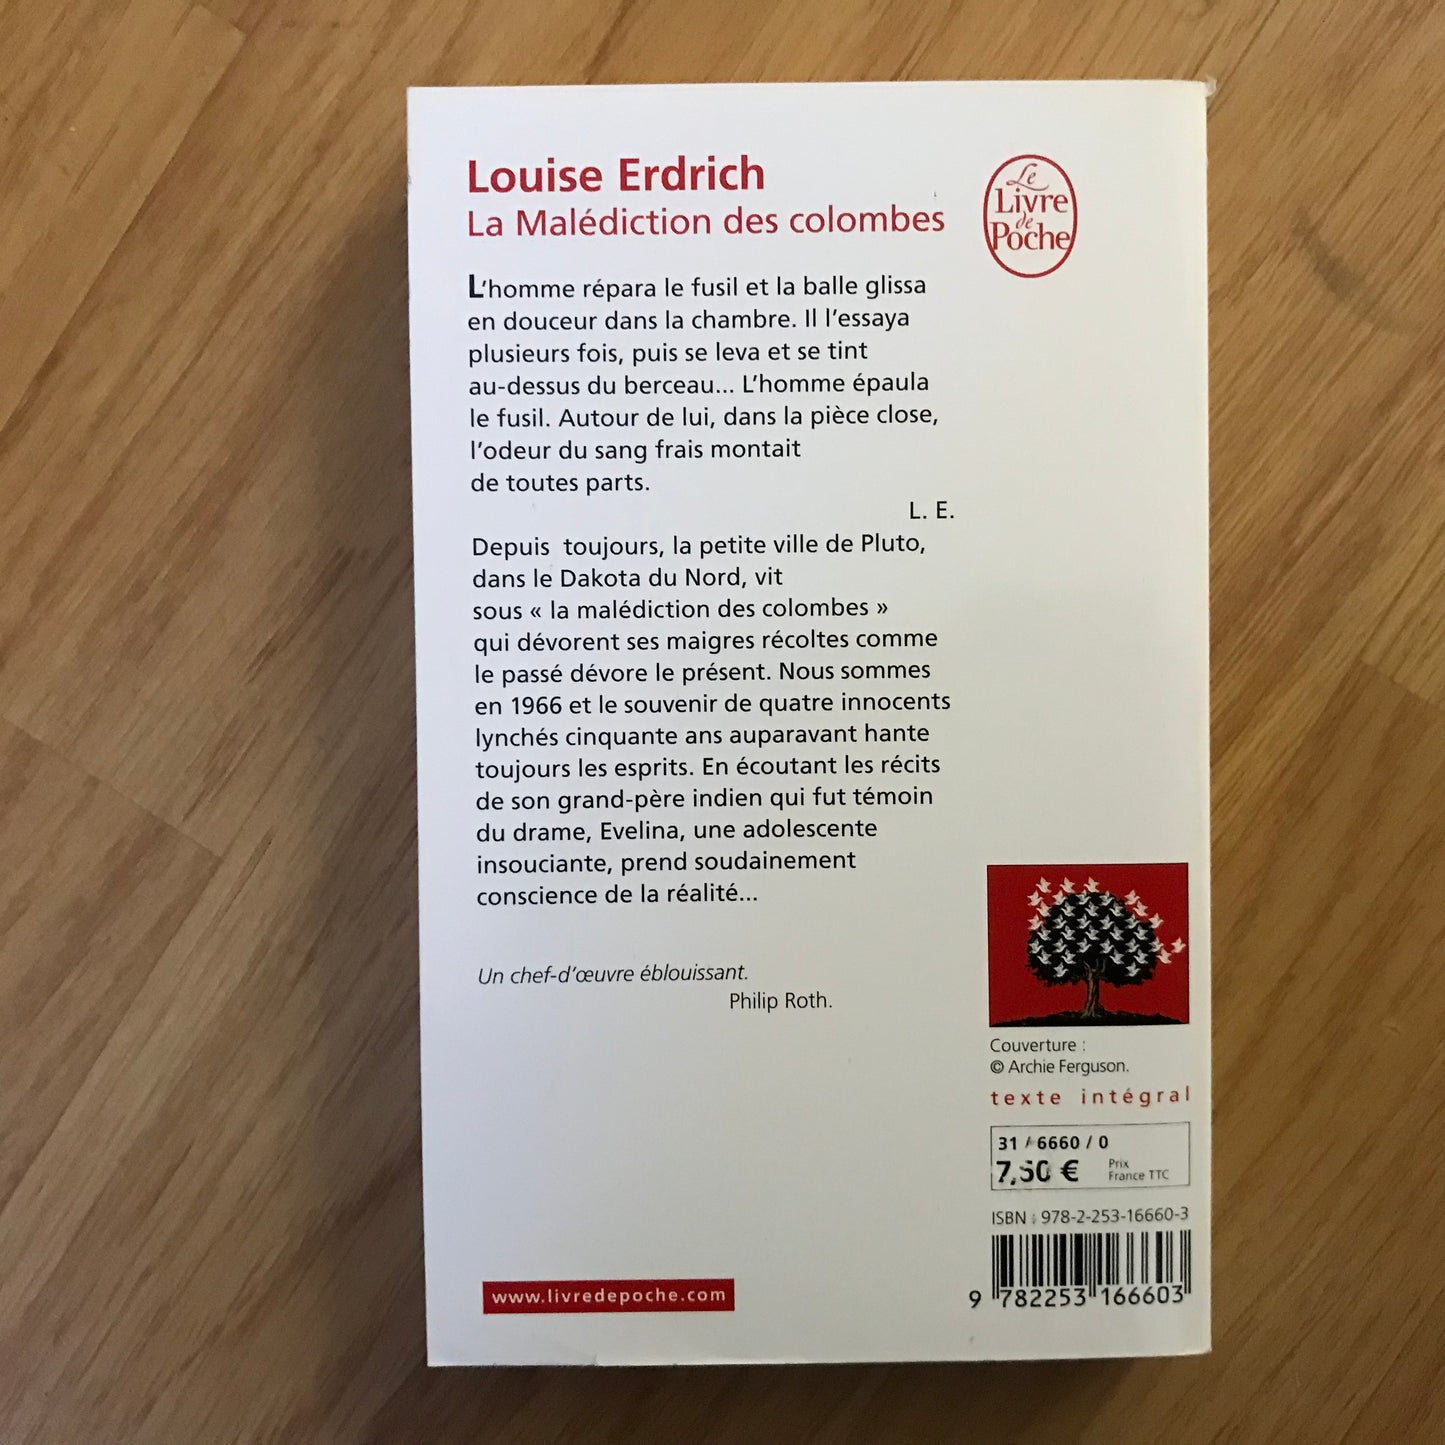 Louise Erdrich
La Malédiction des colombes
Le
Livre
de
Poche
L'homme répara le fusil et la balle glissa
en douceur dans la chambre. Il l'essaya
plusieurs fois, puis se leva et se tint
au-dessus du berceau... L'homme épaula
le fusil. Autour de lui, dans la pièce close,
l'odeur du sang frais montait
de toutes parts.
L. E.
Depuis toujours, la petite ville de Pluto,
dans le Dakota du Nord, vit
sous « la malédiction des colombes »
qui dévorent ses maigres récoltes comme
le passé dévore le présent. Nous sommes
en 1966 et le souvenir de quatre innocents
lynchés cinquante ans auparavant hante
toujours les esprits. En écoutant les récits
de son grand-père indien qui fut témoin
du drame, Evelina, une adolescente
insouciante, prend soudainement
conscience de la réalité...
Un chef-d'œuvre éblouissant.
Philip Roth.
Couverture :
© Archie Ferguson.
texte intégral
31 / 6660 / 0
7,50 € Prix
France TTC
ISBN : 978-2-253-16660-3
9 782253 166603
www.livredepoche.com